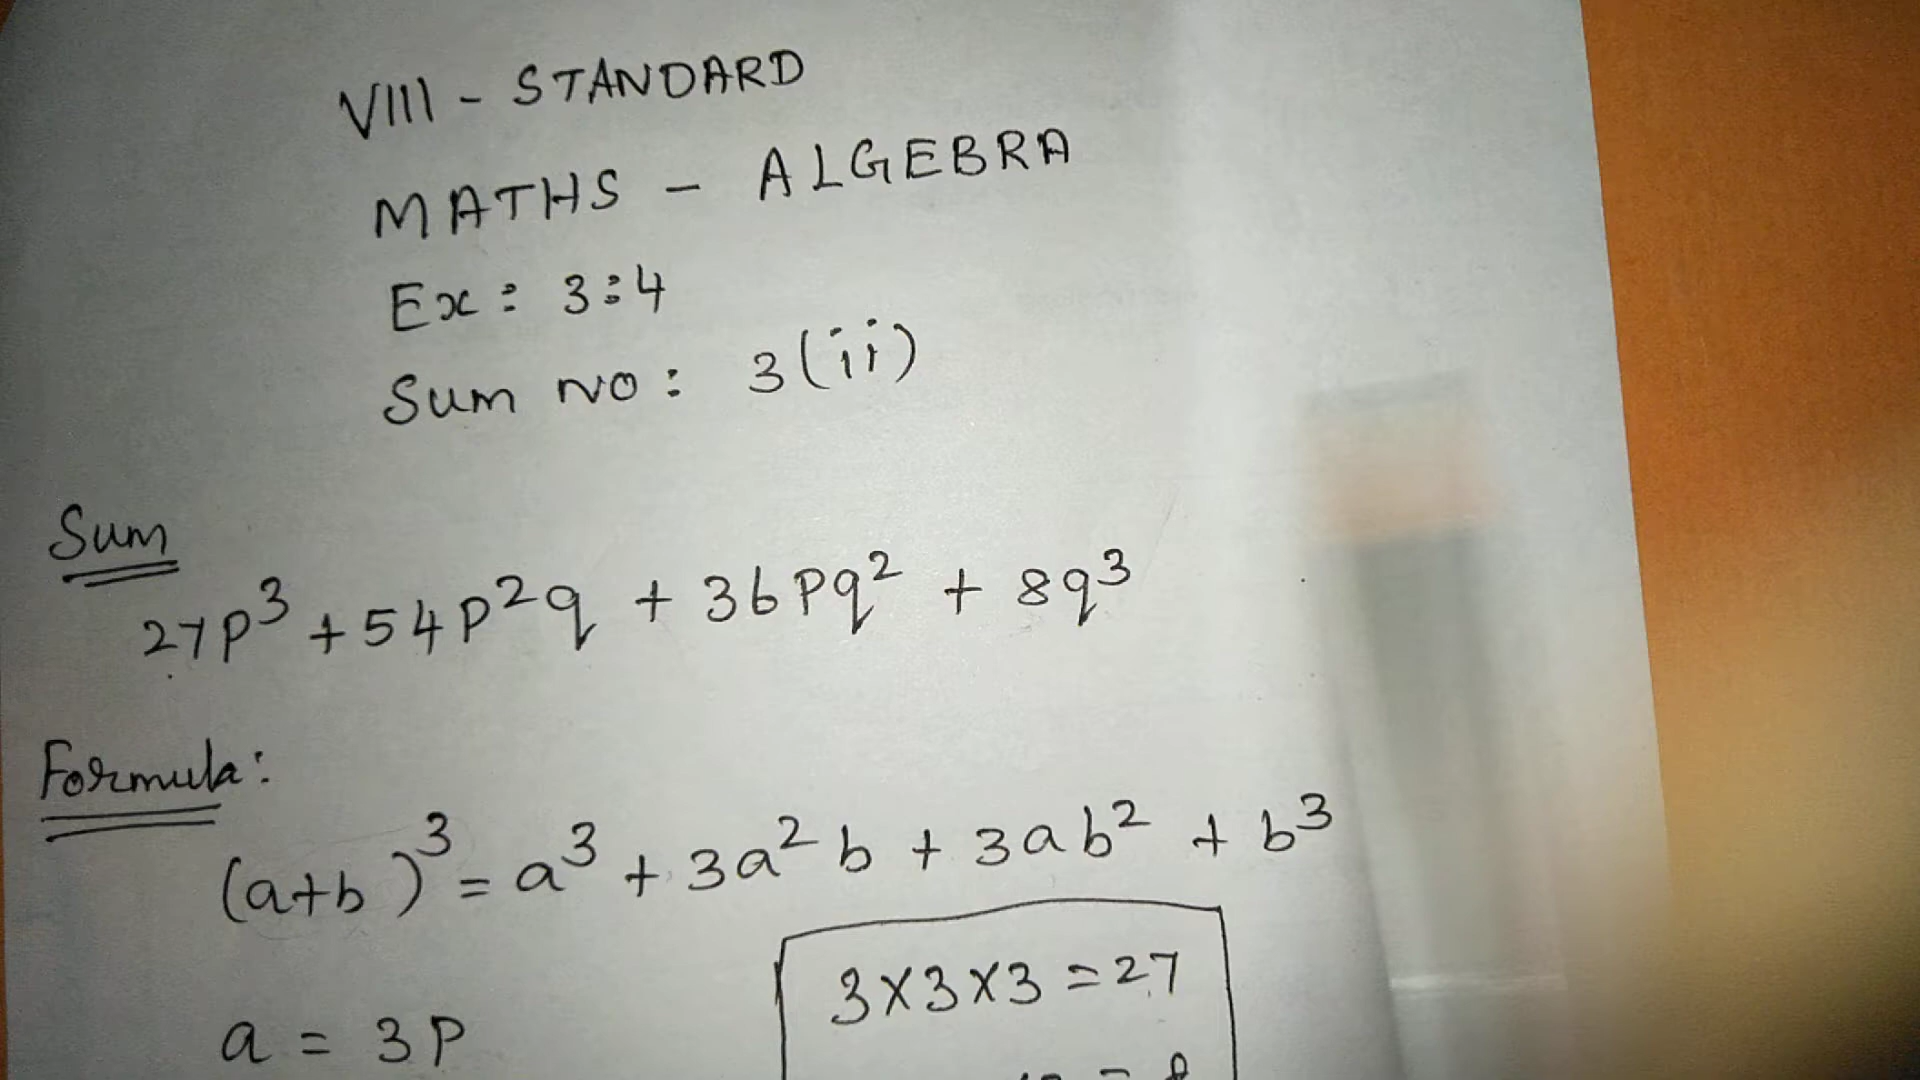 VIII - STANDARD
MATHS - ALGEBRA
Ex: 3:4
Sum NO: 3(ii)
Sum
27p³ + 54p²q + 36pq² + 8q³
Formula:
(a+b)³ = a³ + 3a²b + 3ab² + b³
3×3×3=27
a = 3p